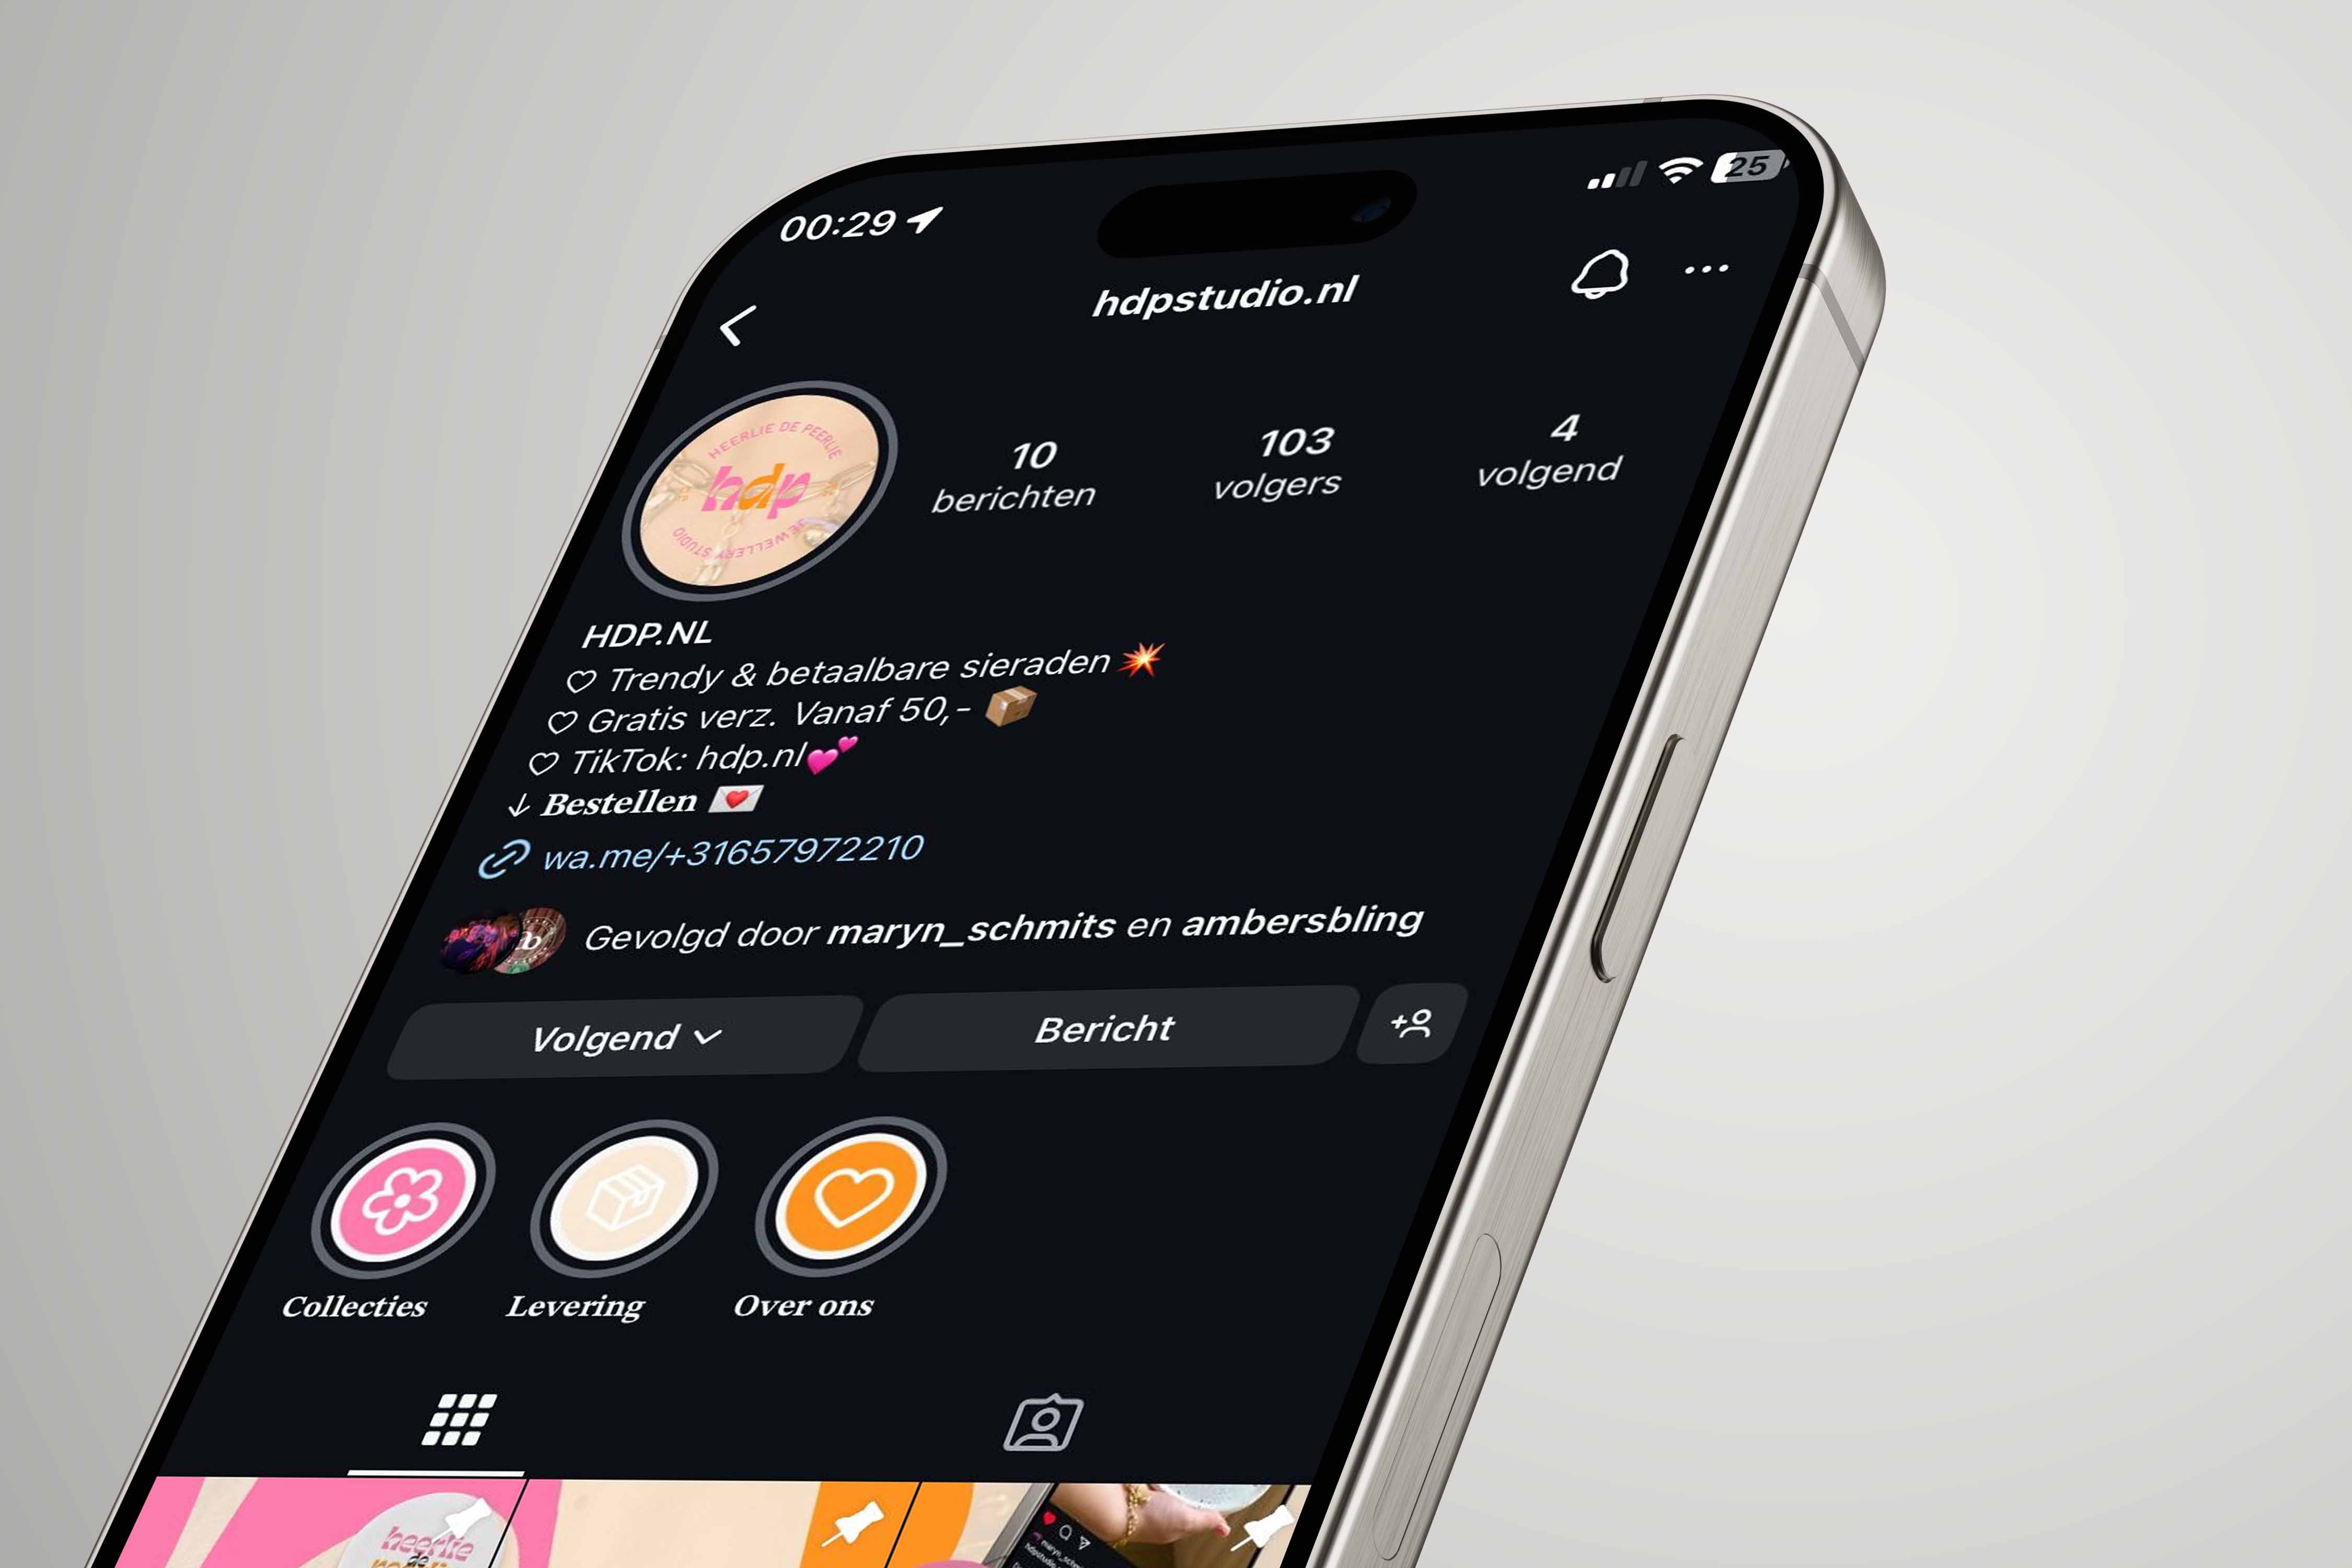 00:29
25
hdpstudio.nl
HEERLIE DE PEERLIE
hdp
JEWELLERY STUDIO
10
berichten
103
volgers
4
volgend
HDP.NL
♡ Trendy & betaalbare sieraden 💥
♡ Gratis verz. Vanaf 50,- 📦
♡ TikTok: hdp.nl💕
↓ Bestellen 💌
wa.me/+31657972210
Gevolgd door maryn_schmits en ambersbling
Volgend
Bericht
Collecties
Levering
Over ons
heerlie
de